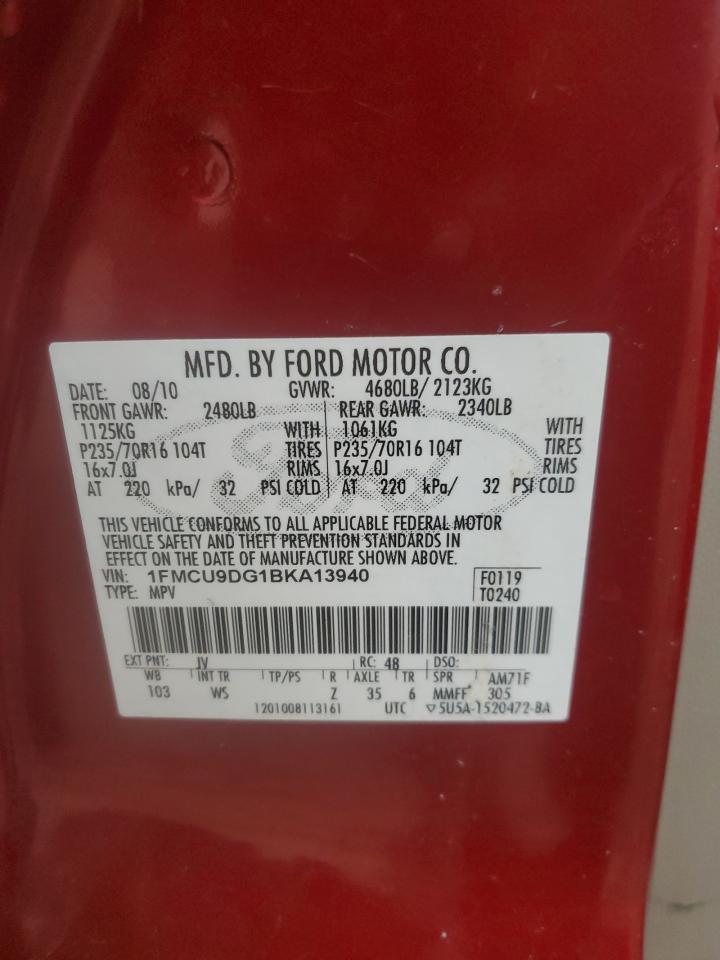 MFD. BY FORD MOTOR CO.
DATE: 08/10 GVWR: 4680LB/ 2123KG
FRONT GAWR: 2480LB REAR GAWR: 2340LB
1125KG WITH 1061KG WITH
P235/70R16 104T TIRES P235/70R16 104T TIRES
16x7.0J RIMS 16x7.0J RIMS
AT 220 kPa/ 32 PSI COLD AT 220 kPa/ 32 PSI COLD
Ford
THIS VEHICLE CONFORMS TO ALL APPLICABLE FEDERAL MOTOR
VEHICLE SAFETY AND THEFT PREVENTION STANDARDS IN
EFFECT ON THE DATE OF MANUFACTURE SHOWN ABOVE.
VIN: 1FMCU9DG1BKA13940 F0119
TYPE: MPV T0240
EXT PNT: JV RC: 48 DSO:
WB INT TR TP/PS R AXLE TR SPR AM71F
103 WS Z 35 6 MMFF 305
1201008113161 UTC ▽5U5A-1520472-BA